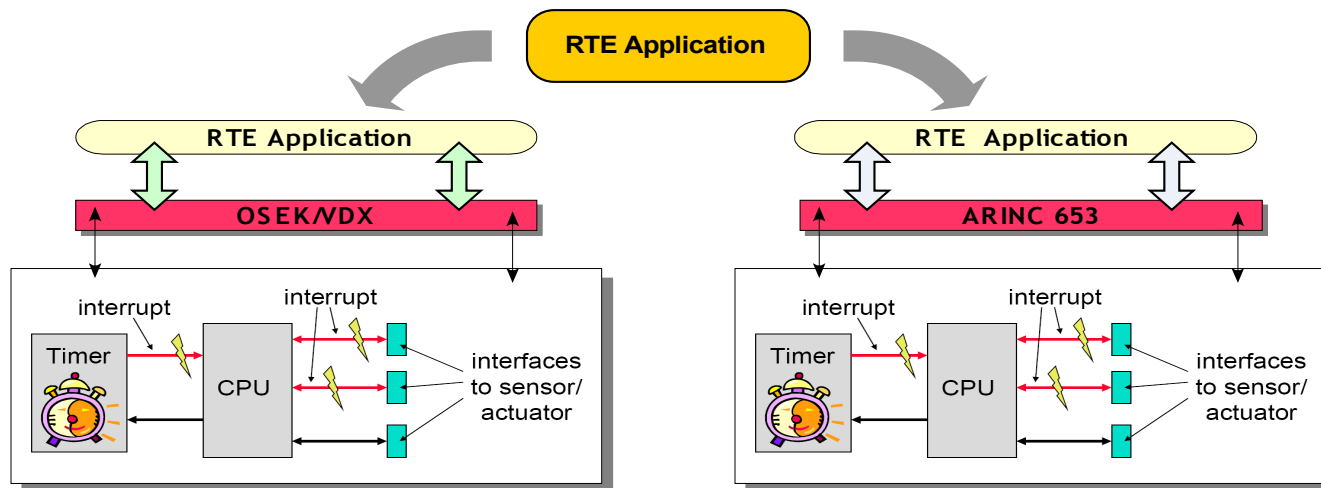 RTE Application
RTE Application
OSEK/VDX
interrupt
interrupt
Timer
CPU
interfaces
to sensor/
actuator
RTE Application
ARINC 653
interrupt
interrupt
Timer
CPU
interfaces
to sensor/
actuator